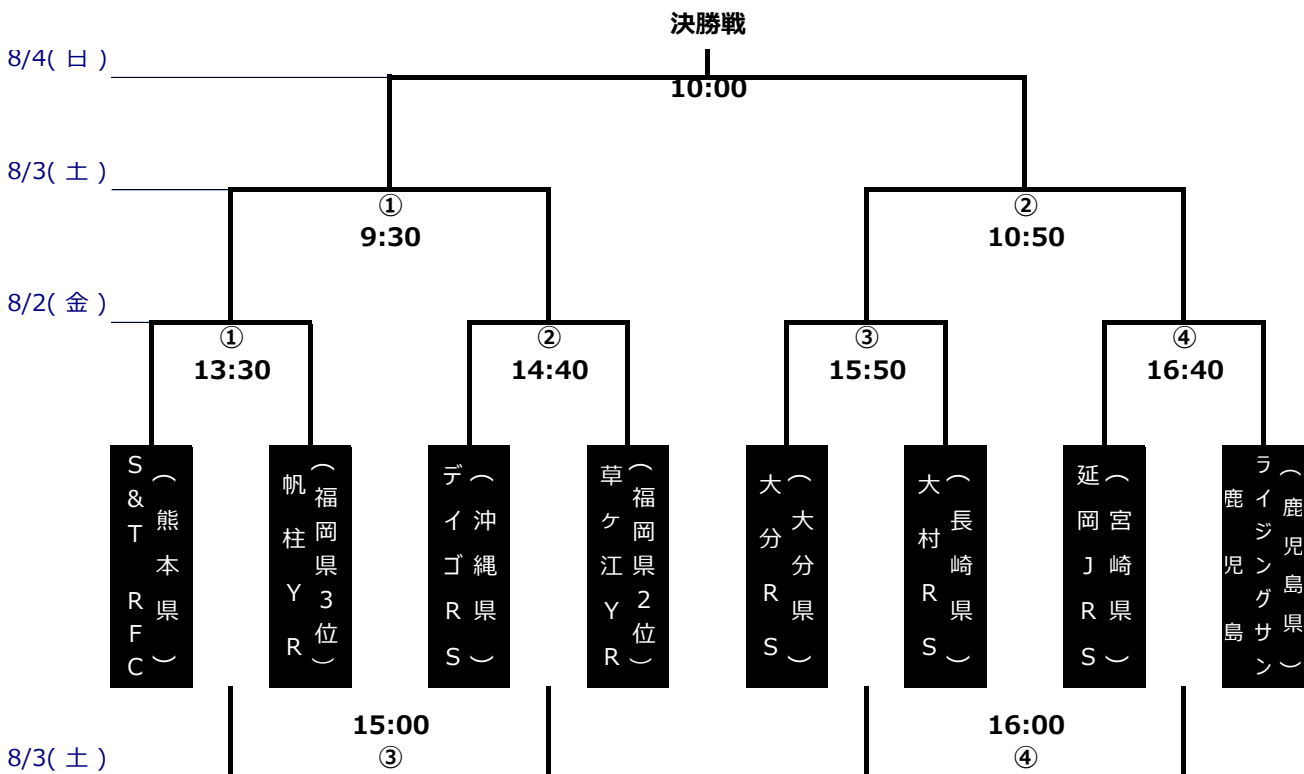 決勝戦
8/4( 日 )
10:00
8/3( 土 )
①
②
9:30
10:50
8/2( 金 )
①
②
③
④
13:30
14:40
15:50
16:40
S&T RFC
(熊本県)
帆柱YR
(福岡県3位)
デイゴRS
(沖縄県)
草ヶ江YR
(福岡県2位)
大分RS
(大分県)
大村RS
(長崎県)
延岡JRS
(宮崎県)
ライジングサン
鹿児島
(鹿児島県)
15:00
16:00
8/3( 土 )
③
④